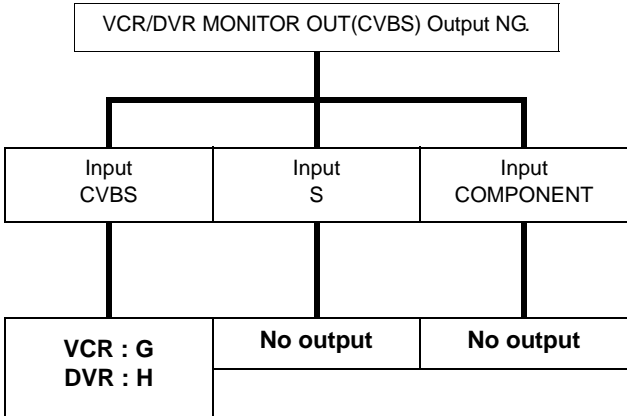 VCR/DVR MONITOR OUT(CVBS) Output NG.
Input
CVBS
Input
S
Input
COMPONENT
VCR : G
DVR : H
No output
No output